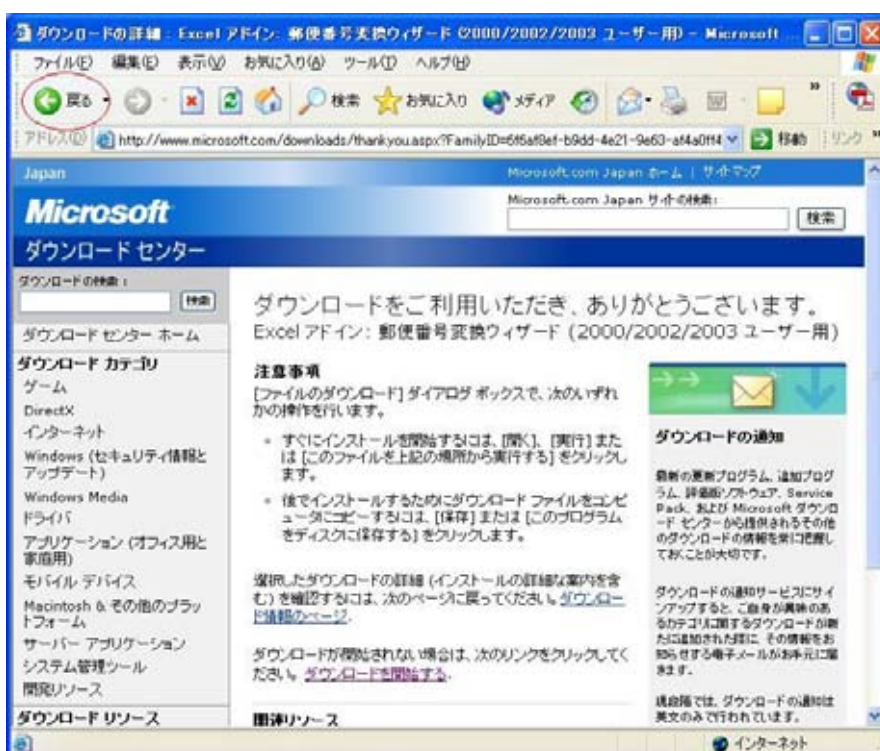 ダウンロードの詳細 : Excel アドイン: 郵便番号変換ウィザード (2000/2002/2003 ユーザー用) - Microsoft ...
ファイル(F) 編集(E) 表示(V) お気に入り(A) ツール(T) ヘルプ(H)
戻る 検索 お気に入り メディア
アドレス(D) http://www.microsoft.com/downloads/thankyou.aspx?FamilyID=6f6af8ef-b9dd-4e21-9e63-af4a0ff4 移動 リンク
Japan
Microsoft.com Japan ホーム | サイトマップ
Microsoft
Microsoft.com Japan サイトの検索:
検索
ダウンロード センター
ダウンロードの検索 :
検索
ダウンロード センター ホーム
ダウンロード カテゴリ
ゲーム
DirectX
インターネット
Windows (セキュリティ情報と
アップデート)
Windows Media
ドライバ
アプリケーション (オフィス用と
家庭用)
モバイル デバイス
Macintosh & その他のプラッ
トフォーム
サーバー アプリケーション
システム管理ツール
開発リソース
ダウンロード リソース
ダウンロードをご利用いただき、ありがとうございます。
Excel アドイン: 郵便番号変換ウィザード (2000/2002/2003 ユーザー用)
注意事項
[ファイルのダウンロード] ダイアログ ボックスで、次のいずれ
かの操作を行います。
すぐにインストールを開始するには、[開く]、[実行] また
は [このファイルを上記の場所から実行する] をクリックし
ます。
後でインストールするためにダウンロード ファイルをコンピ
ュータにコピーするには、[保存] または [このプログラム
をディスクに保存する] をクリックします。
選択したダウンロードの詳細 (インストールの詳細な案内を含
む) を確認するには、次のページに戻ってください。ダウンロー
ド情報のページ.
ダウンロードが開始されない場合は、次のリンクをクリックしてく
ださい。ダウンロードを開始する.
関連リソース
ダウンロードの通知
最新の更新プログラム、追加プログ
ラム、評価版ソフトウェア、Service
Pack、および Microsoft ダウンロ
ード センターから提供されるその他
のダウンロードの情報を常に把握し
ておくことが大切です。
ダウンロードの通知サービスにサイ
ンアップすると、ご自身が興味のあ
るカテゴリに関するダウンロードが新
たに追加された際に、その情報をお
知らせする電子メールがお手元に届
きます。
現段階では、ダウンロードの通知は
英文のみで行われています。
インターネット